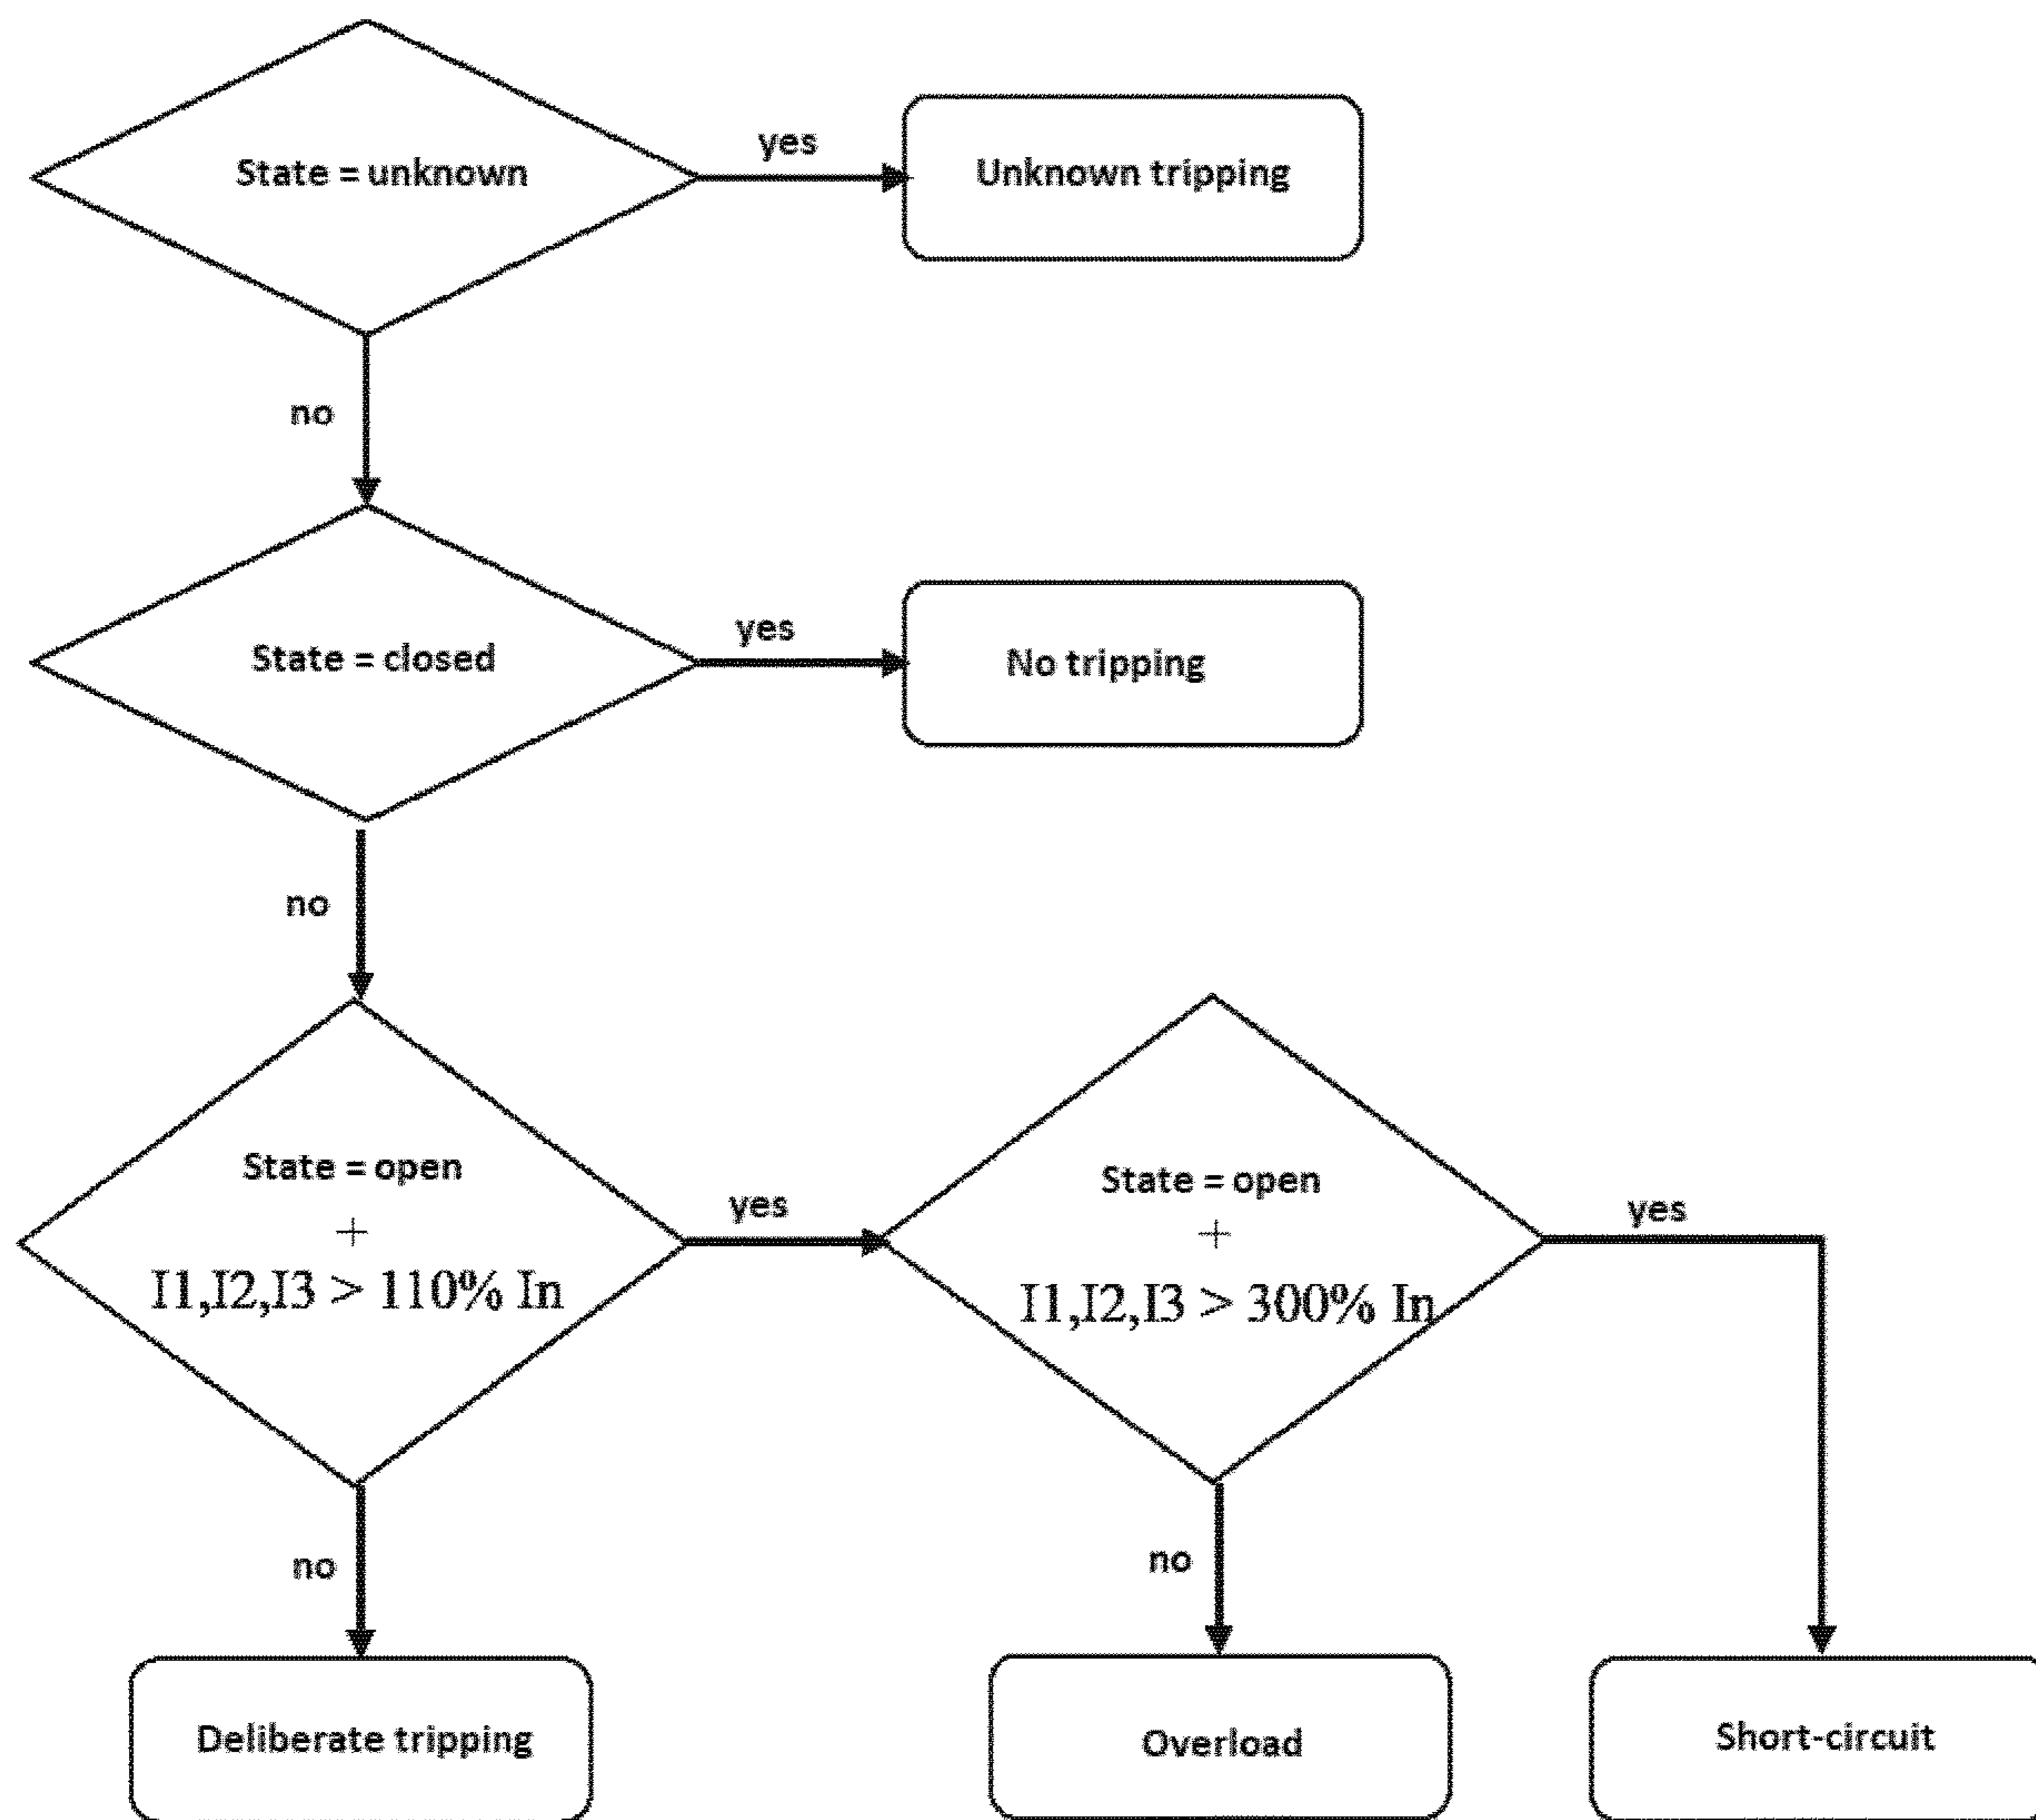 State = unknown
yes
Unknown tripping
no
State = closed
yes
No tripping
no
State = open
+
I1,I2,I3 > 110% In
yes
State = open
+
I1,I2,I3 > 300% In
yes
no
no
Deliberate tripping
Overload
Short-circuit